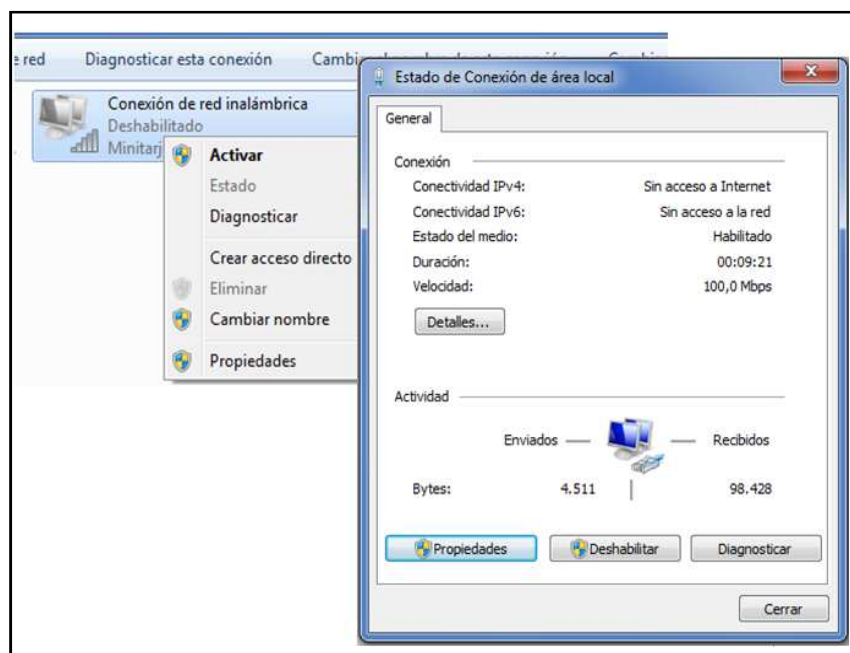 e red Diagnosticar esta conexión
Conexión de red inalámbrica
Deshabilitado
Activar
Estado
Diagnosticar
Crear acceso directo
Eliminar
Cambiar nombre
Propiedades
Estado de Conexión de área local
General
Conexión
Conectividad IPv4: Sin acceso a Internet
Conectividad IPv6: Sin acceso a la red
Estado del medio: Habilitado
Duración: 00:09:21
Velocidad: 100,0 Mbps
Detalles...
Actividad
Enviados Recibidos
Bytes: 4.511 98.428
Propiedades Deshabilitar Diagnosticar
Cerrar